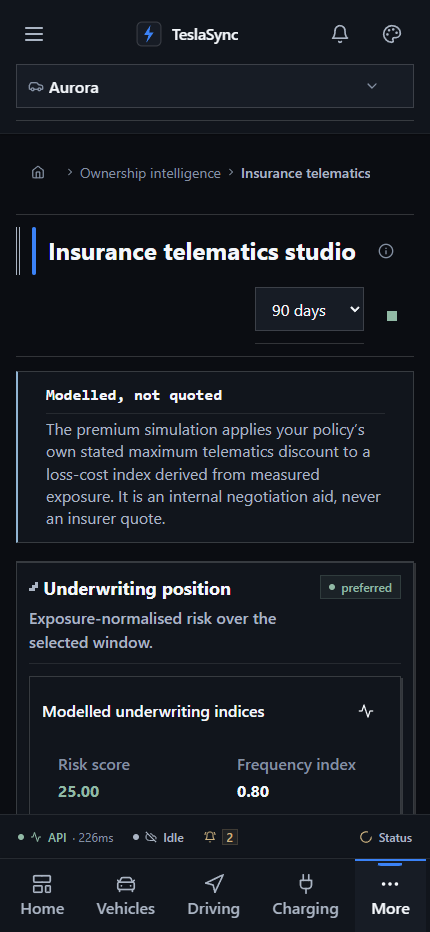 TeslaSync
Aurora
Ownership intelligence
Insurance telematics
Insurance telematics studio
90 days
Modelled, not quoted
The premium simulation applies your policy's
own stated maximum telematics discount to a
loss-cost index derived from measured
exposure. It is an internal negotiation aid, never
an insurer quote.
Underwriting position
preferred
Exposure-normalised risk over the
selected window.
Modelled underwriting indices
Risk score
Frequency index
25.00
0.80
API · 226ms
Idle
2
Status
Home
Vehicles
Driving
Charging
More